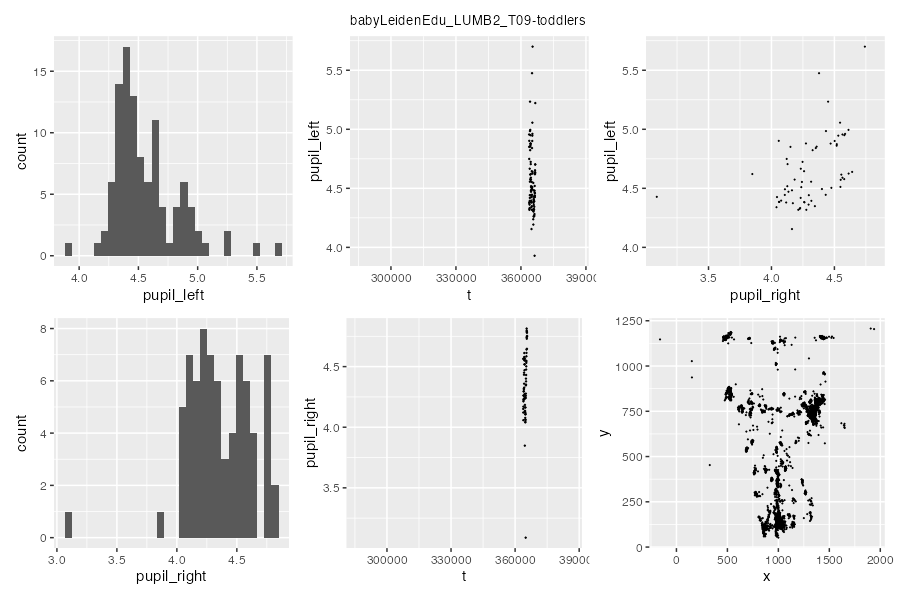 babyLeidenEdu_LUMB2_T09-toddlers
count
15
10
5
0
4.0 4.5 5.0 5.5
pupil_left
pupil_left
5.5
5.0
4.5
4.0
300000 330000 360000 39000
t
pupil_left
5.5
5.0
4.5
4.0
3.5 4.0 4.5
pupil_right
count
8
6
4
2
0
3.0 3.5 4.0 4.5
pupil_right
pupil_right
4.5
4.0
3.5
300000 330000 360000 39000
t
y
1250
1000
750
500
250
0
0 500 1000 1500 2000
x